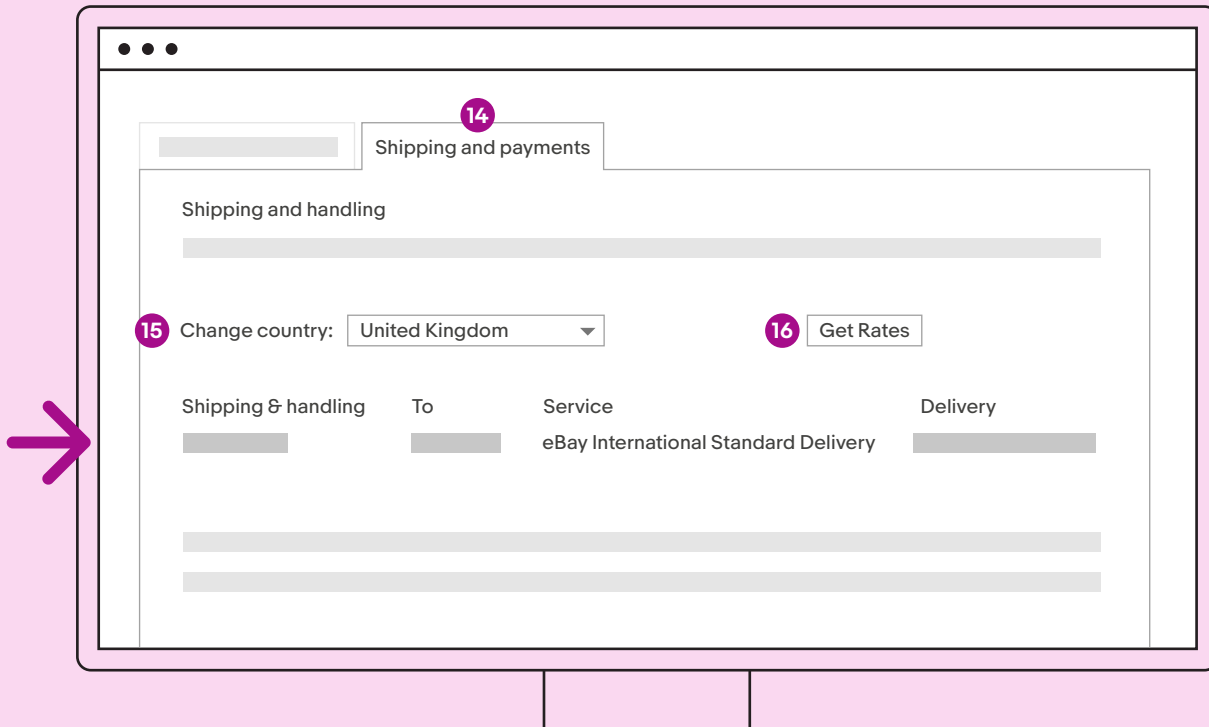 14
Shipping and payments
Shipping and handling
15 Change country: United Kingdom 16 Get Rates
Shipping & handling To Service Delivery
eBay International Standard Delivery